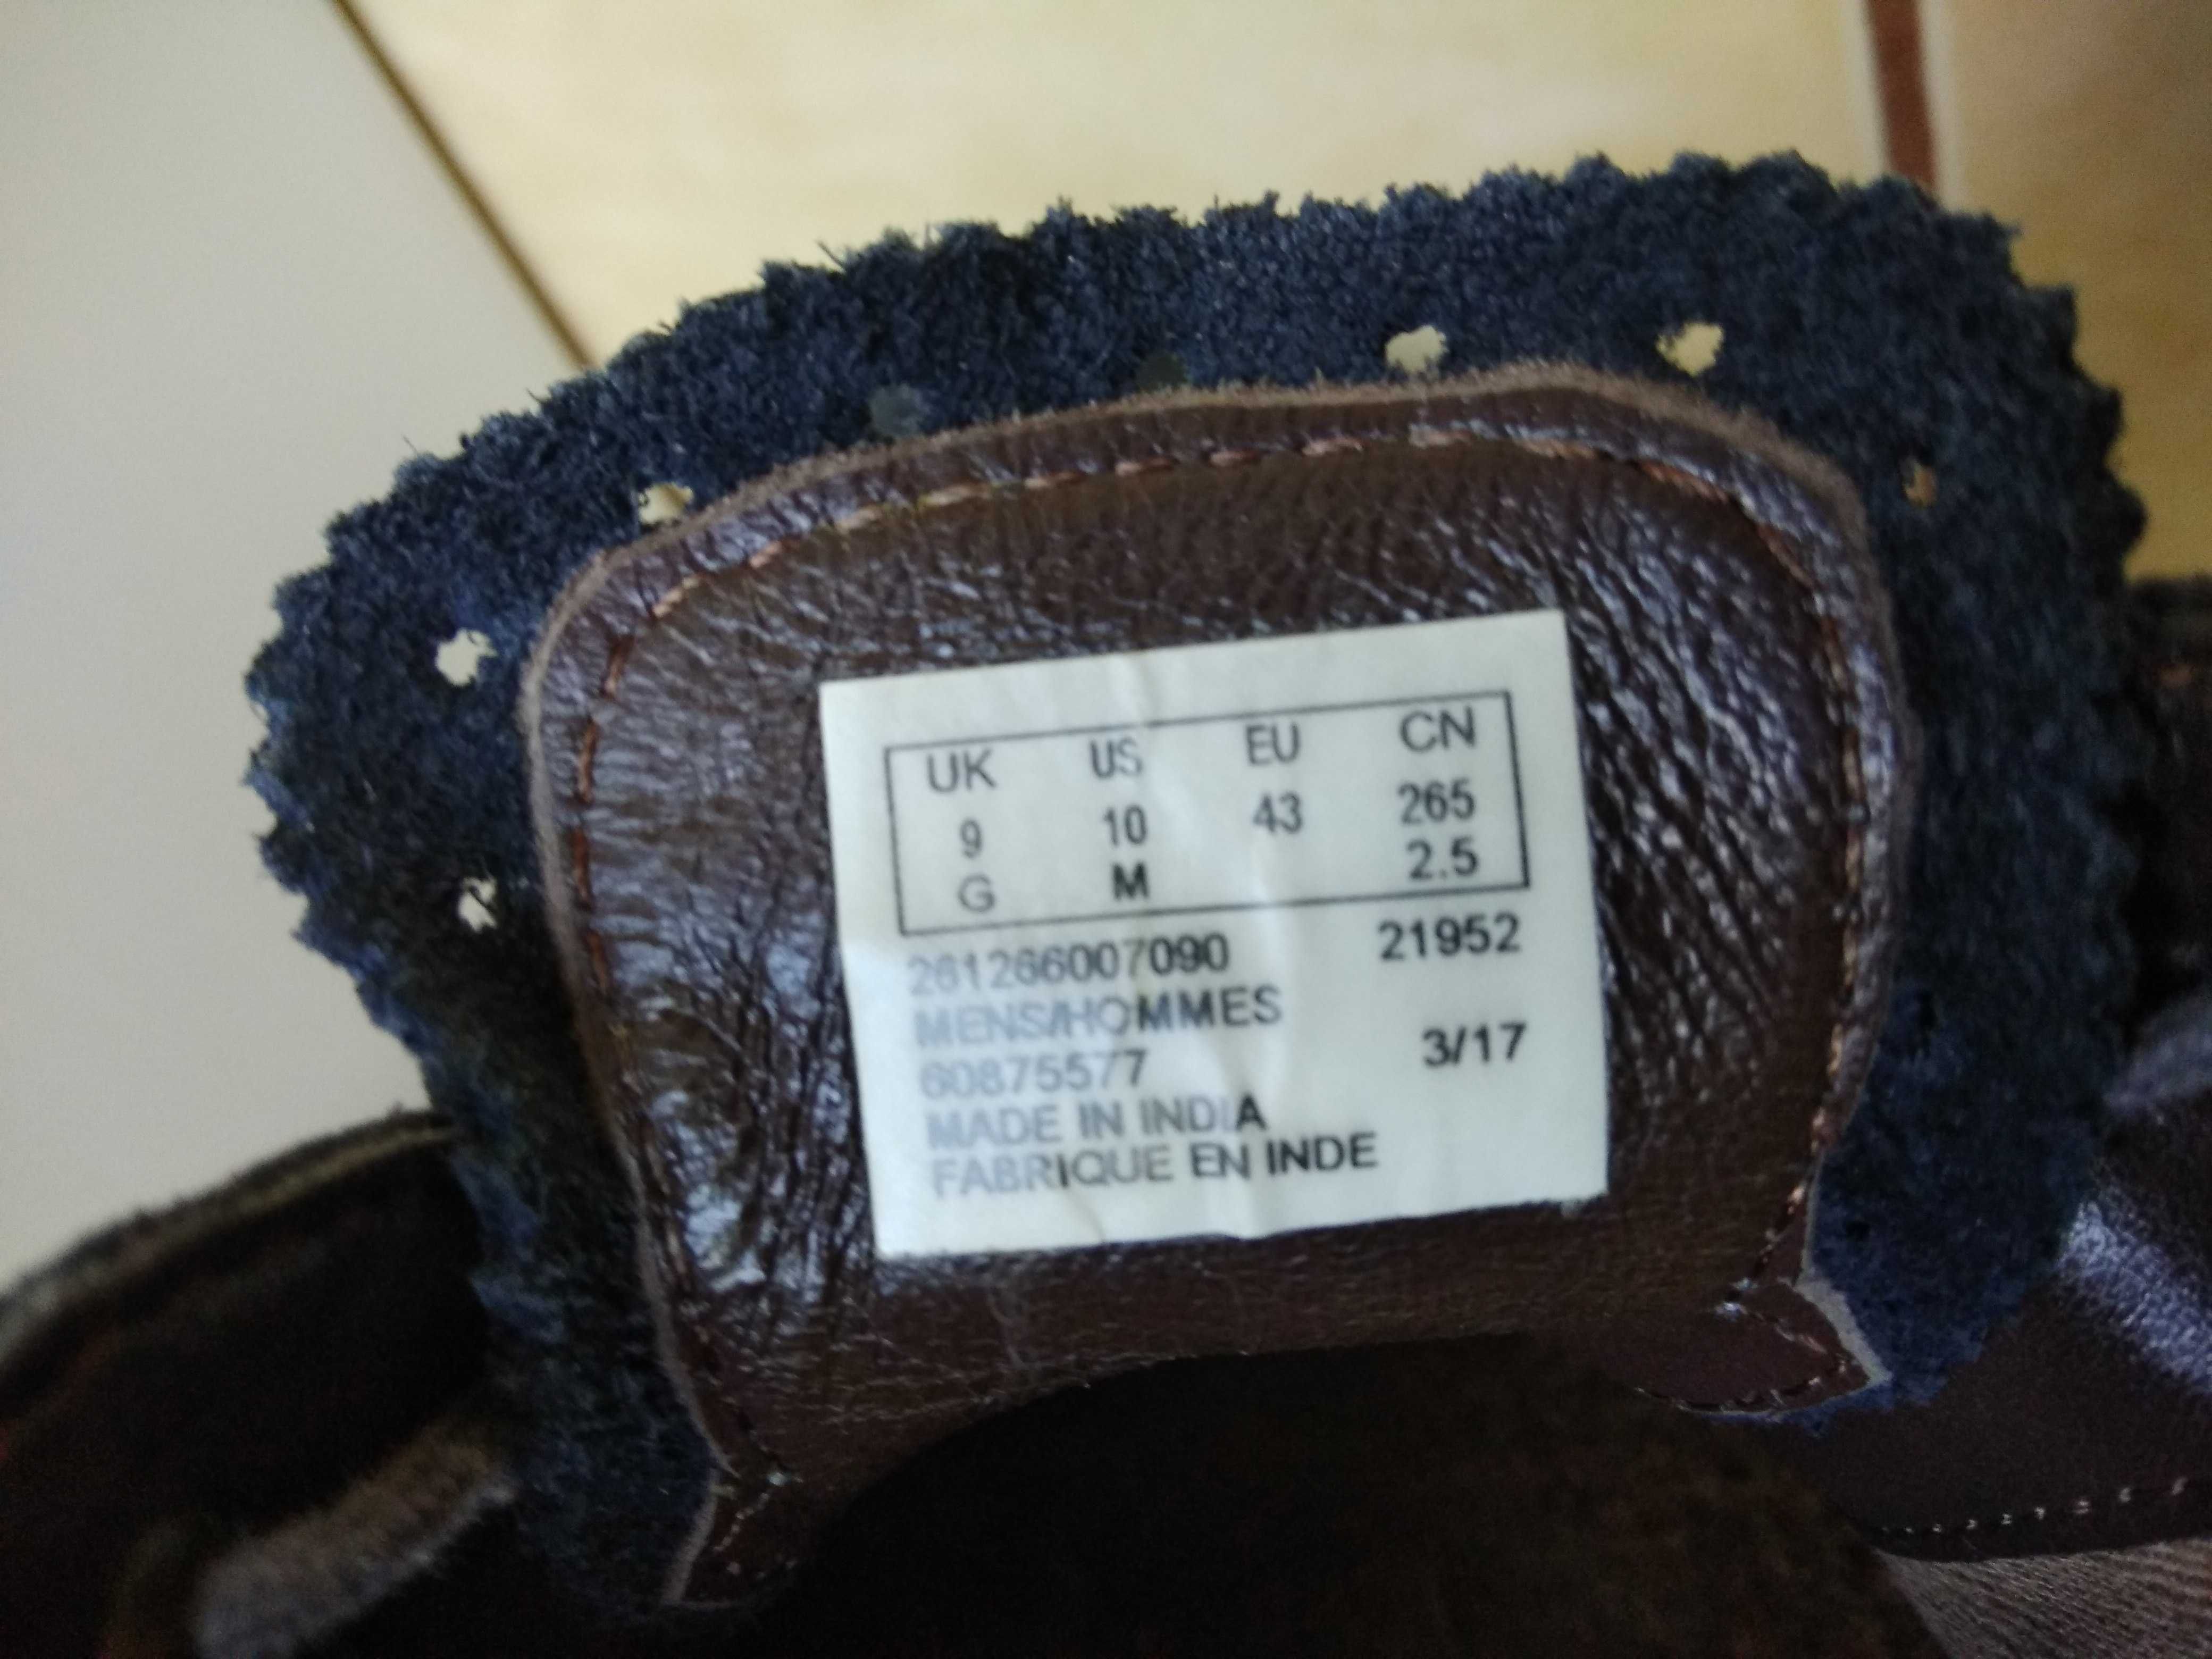 UK US EU CN
9 10 43 265
G M 2.5
261266007090 21952
MENS/HOMMES
60875577 3/17
MADE IN INDIA
FABRIQUE EN INDE